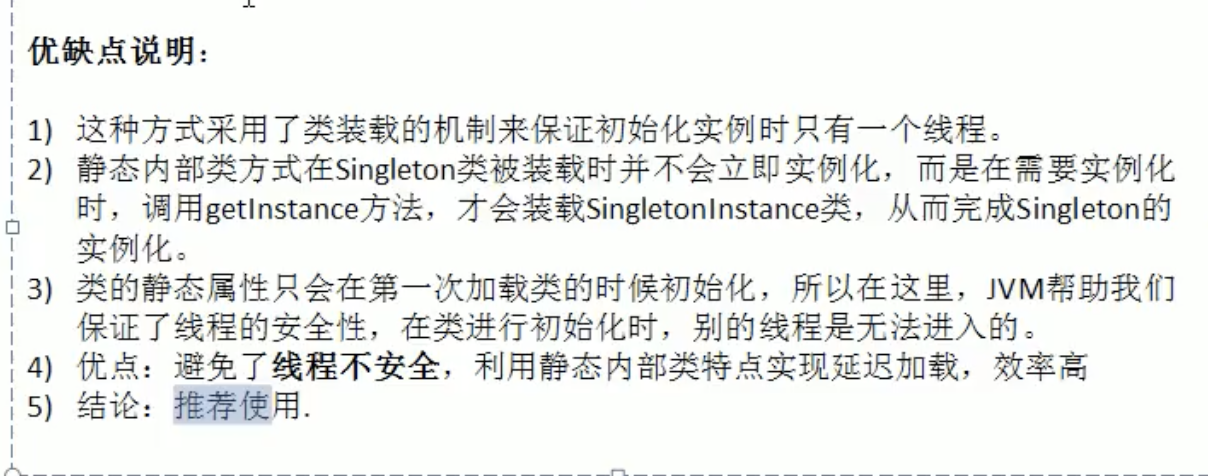 优缺点说明：
1) 这种方式采用了类装载的机制来保证初始化实例时只有一个线程。
2) 静态内部类方式在Singleton类被装载时并不会立即实例化，而是在需要实例化
时，调用getInstance方法，才会装载SingletonInstance类，从而完成Singleton的
实例化。
3) 类的静态属性只会在第一次加载类的时候初始化，所以在这里，JVM帮助我们
保证了线程的安全性，在类进行初始化时，别的线程是无法进入的。
4) 优点：避免了线程不安全，利用静态内部类特点实现延迟加载，效率高
5) 结论：推荐使用.